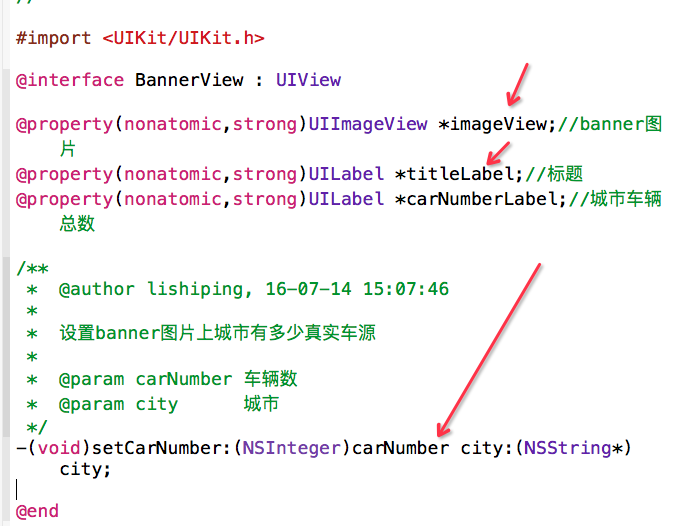 //
#import <UIKit/UIKit.h>
@interface BannerView : UIView
@property(nonatomic,strong)UIImageView *imageView;//banner图
片
@property(nonatomic,strong)UILabel *titleLabel;//标题
@property(nonatomic,strong)UILabel *carNumberLabel;//城市车辆
总数
/**
 *  @author lishiping, 16-07-14 15:07:46
 *
 *  设置banner图片上城市有多少真实车源
 *
 *  @param carNumber 车辆数
 *  @param city      城市
 */
-(void)setCarNumber:(NSInteger)carNumber city:(NSString*)
city;
@end